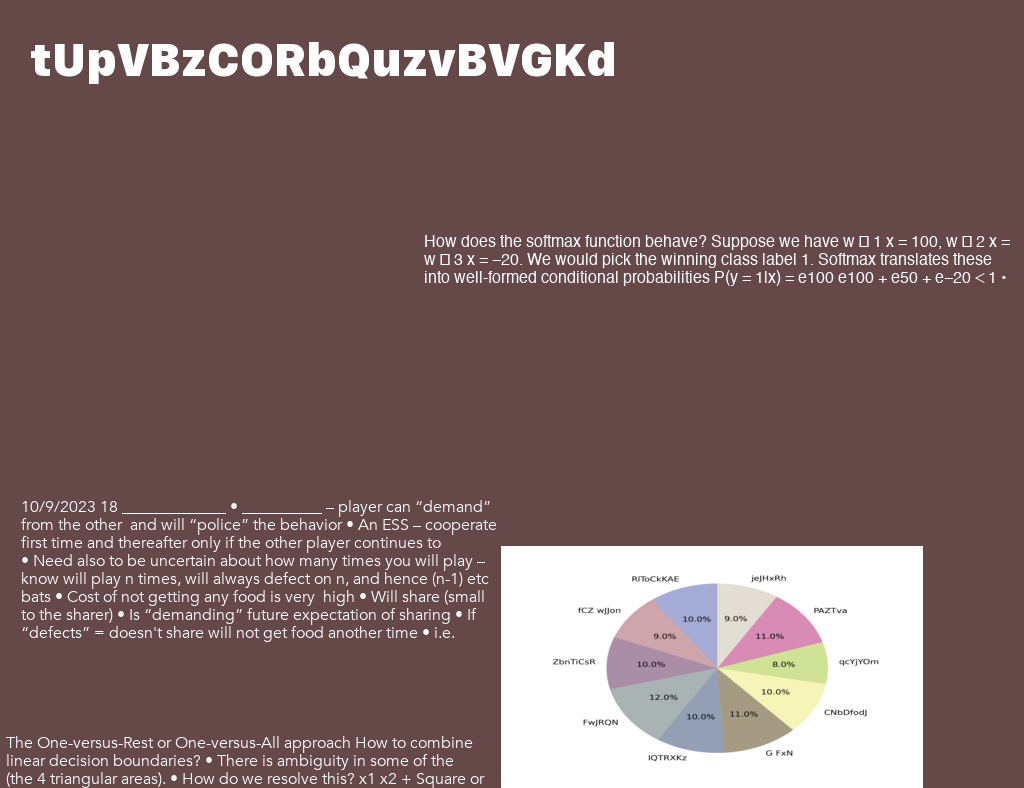 tUpVBzCORbQuzvBVGKd
How does the softmax function behave? Suppose we have w □ 1 x = 100, w □ 2 x =
w □ 3 x = –20. We would pick the winning class label 1. Softmax translates these
into well-formed conditional probabilities P(y = 1|x) = e100 e100 + e50 + e−20 < 1 •
10/9/2023 18 _____________ • __________ – player can “demand”
from the other  and will “police” the behavior • An ESS – cooperate
first time and thereafter only if the other player continues to
• Need also to be uncertain about how many times you will play –
know will play n times, will always defect on n, and hence (n-1) etc
bats • Cost of not getting any food is very  high • Will share (small
to the sharer) • Is “demanding” future expectation of sharing • If
“defects” = doesn't share will not get food another time • i.e.
The One-versus-Rest or One-versus-All approach How to combine
linear decision boundaries? • There is ambiguity in some of the
(the 4 triangular areas). • How do we resolve this? x1 x2 + Square or
RIToCkKAE
jeJHxRh
fCZ wJJon
PAZTva
10.0%
9.0%
9.0%
11.0%
ZbnTiCsR
10.0%
8.0%
qcYjYOm
12.0%
10.0%
FwJRQN
CNbDfodJ
10.0%
11.0%
IQTRXKz
G FxN